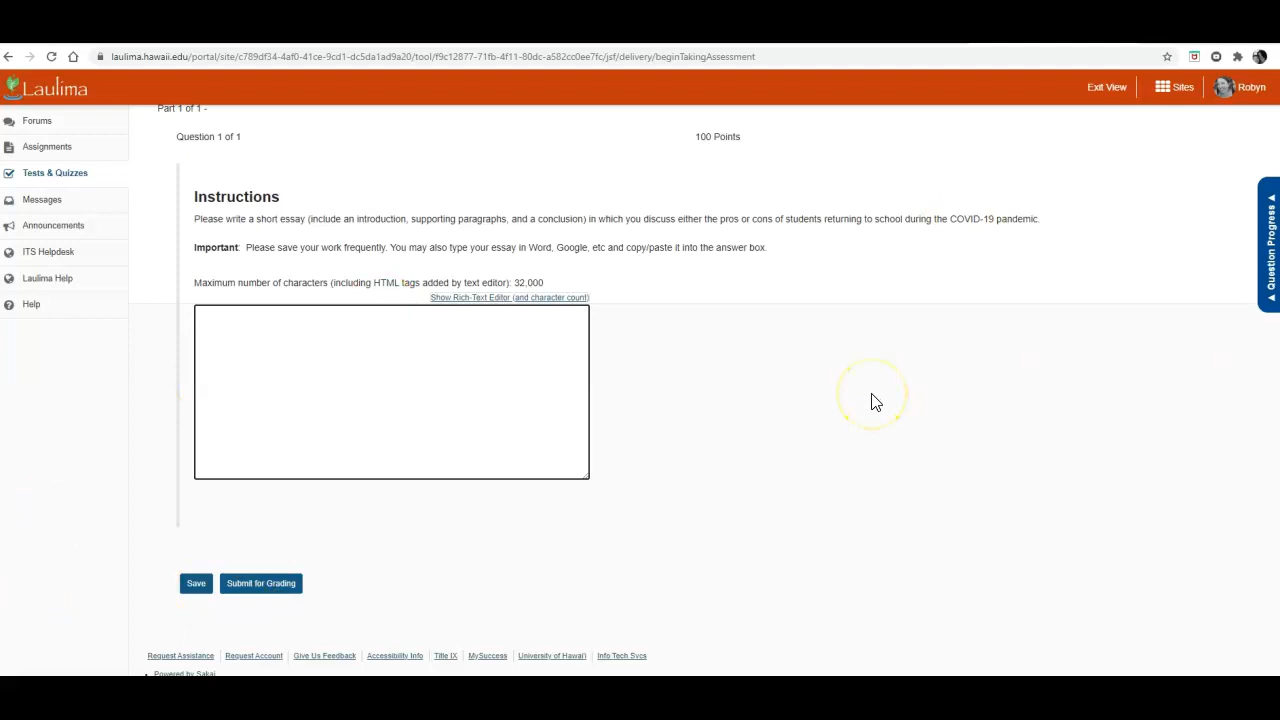 laulima.hawaii.edu/portal/site/c789df34-4af0-41ce-9cd1-dc5da1ad9a20/tool/f9c12877-71fb-4f11-80dc-a582cc0ee7fc/jsf/delivery/beginTakingAssessment
Laulima
Exit View
Sites
Robyn
Forums
Assignments
Tests & Quizzes
Messages
Announcements
ITS Helpdesk
Laulima Help
Help
Part 1 of 1 -
Question 1 of 1
100 Points
Instructions
Please write a short essay (include an introduction, supporting paragraphs, and a conclusion) in which you discuss either the pros or cons of students returning to school during the COVID-19 pandemic.
Important: Please save your work frequently. You may also type your essay in Word, Google, etc and copy/paste it into the answer box.
Maximum number of characters (including HTML tags added by text editor): 32,000
Show Rich-Text Editor (and character count)
Save
Submit for Grading
▲ Question Progress ▲
Request Assistance
Request Account
Give Us Feedback
Accessibility Info
Title IX
MySuccess
University of Hawai'i
Info Tech Svcs
Powered by Sakai